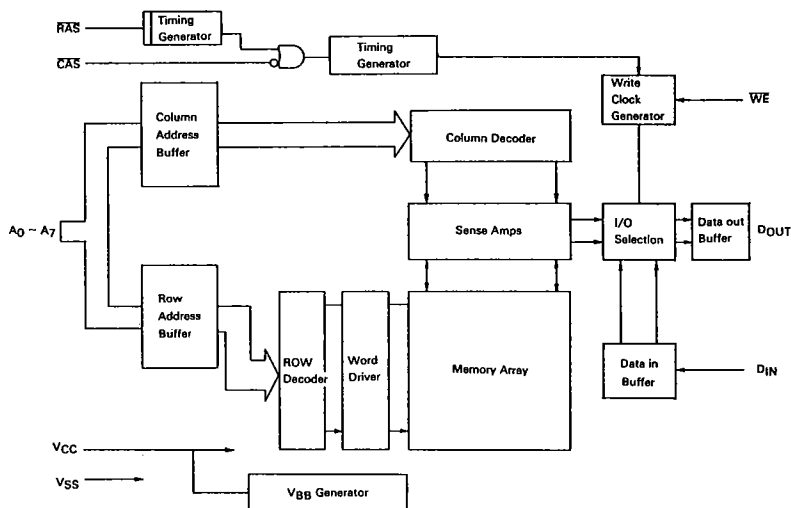 RAS
Timing
Generator
CAS
Timing
Generator
Write
Clock
Generator
WE
Column
Address
Buffer
Column Decoder
A0 ~ A7
Sense Amps
I/O
Selection
Data out
Buffer
DOUT
Row
Address
Buffer
ROW
Decoder
Word
Driver
Memory Array
Data in
Buffer
DIN
VCC
VSS
VBB Generator